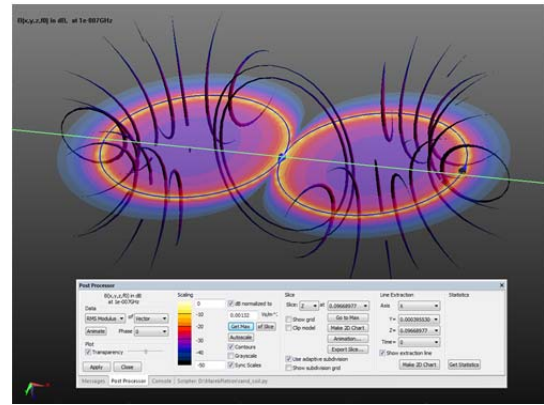 B(x,y,z,f0) in dB, at 1e-007GHz
Post Processor
B(x,y,z,f0) in dB
at 1e-007GHz
Data
RMS Modulus of Vector
Animate Phase 0
Plot
Transparency
Apply Close
Scaling
0
-10
-20
-30
-40
-50
dB normalized to
0.00132 Vs/m^2
Get Max of Slice
Autoscale
Contours
Grayscale
Sync Scales
Slice
Slice: Z at 0.09668977
Show grid
Clip model
Go to Max
Make 2D Chart
Animation...
Export Slice...
Use adaptive subdivision
Show subdivision grid
Line Extraction
Axis X
Y=
Z= 0.09668977
Time= 0
Show extraction line
Make 2D Chart
Statistics
Get Statistics
Messages Post Processor Console